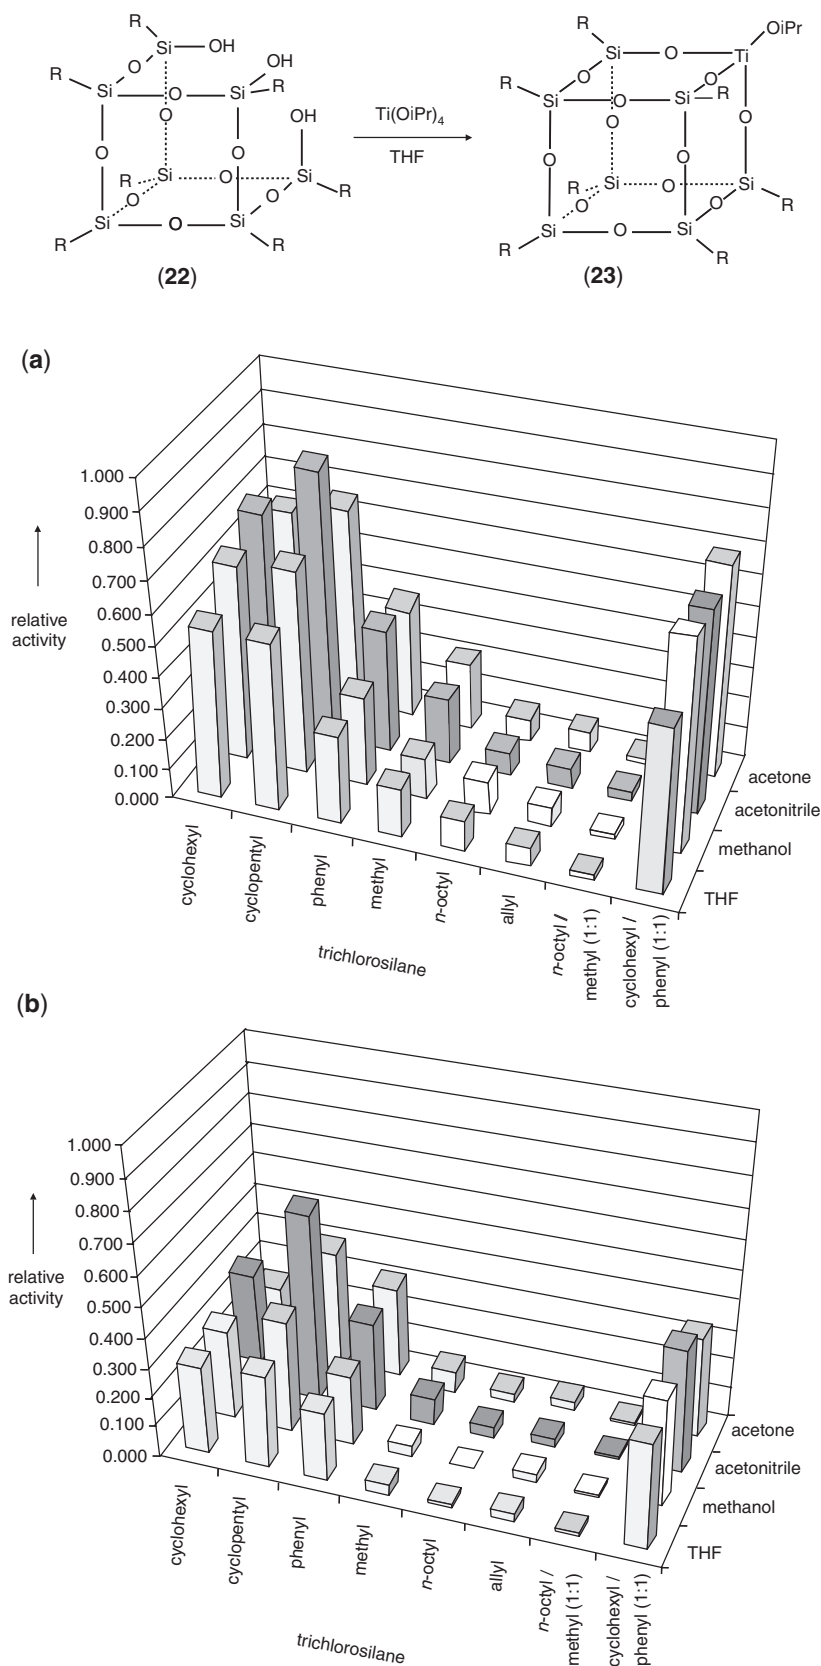 R
Si
OH
R
O
OH
Si
O
Si
R
O
OH
O
O
R
Si
O
Si
R
O
O
Si
O
Si
R
R
(22)
Ti(OiPr)4
THF
R
OiPr
Si
O
Ti
R
O
O
Si
O
Si
R
O
O
O
O
R
Si
O
Si
R
O
O
Si
O
Si
R
R
(23)
(a)
1.000
0.900
0.800
0.700
0.600
0.500
0.400
0.300
0.200
0.100
0.000
relative
activity
cyclohexyl
cyclopentyl
phenyl
methyl
n-octyl
allyl
n-octyl /
methyl (1:1)
cyclohexyl /
phenyl (1:1)
trichlorosilane
acetone
acetonitrile
methanol
THF
(b)
1.000
0.900
0.800
0.700
0.600
0.500
0.400
0.300
0.200
0.100
0.000
relative
activity
cyclohexyl
cyclopentyl
phenyl
methyl
n-octyl
allyl
n-octyl /
methyl (1:1)
cyclohexyl /
phenyl (1:1)
trichlorosilane
acetone
acetonitrile
methanol
THF